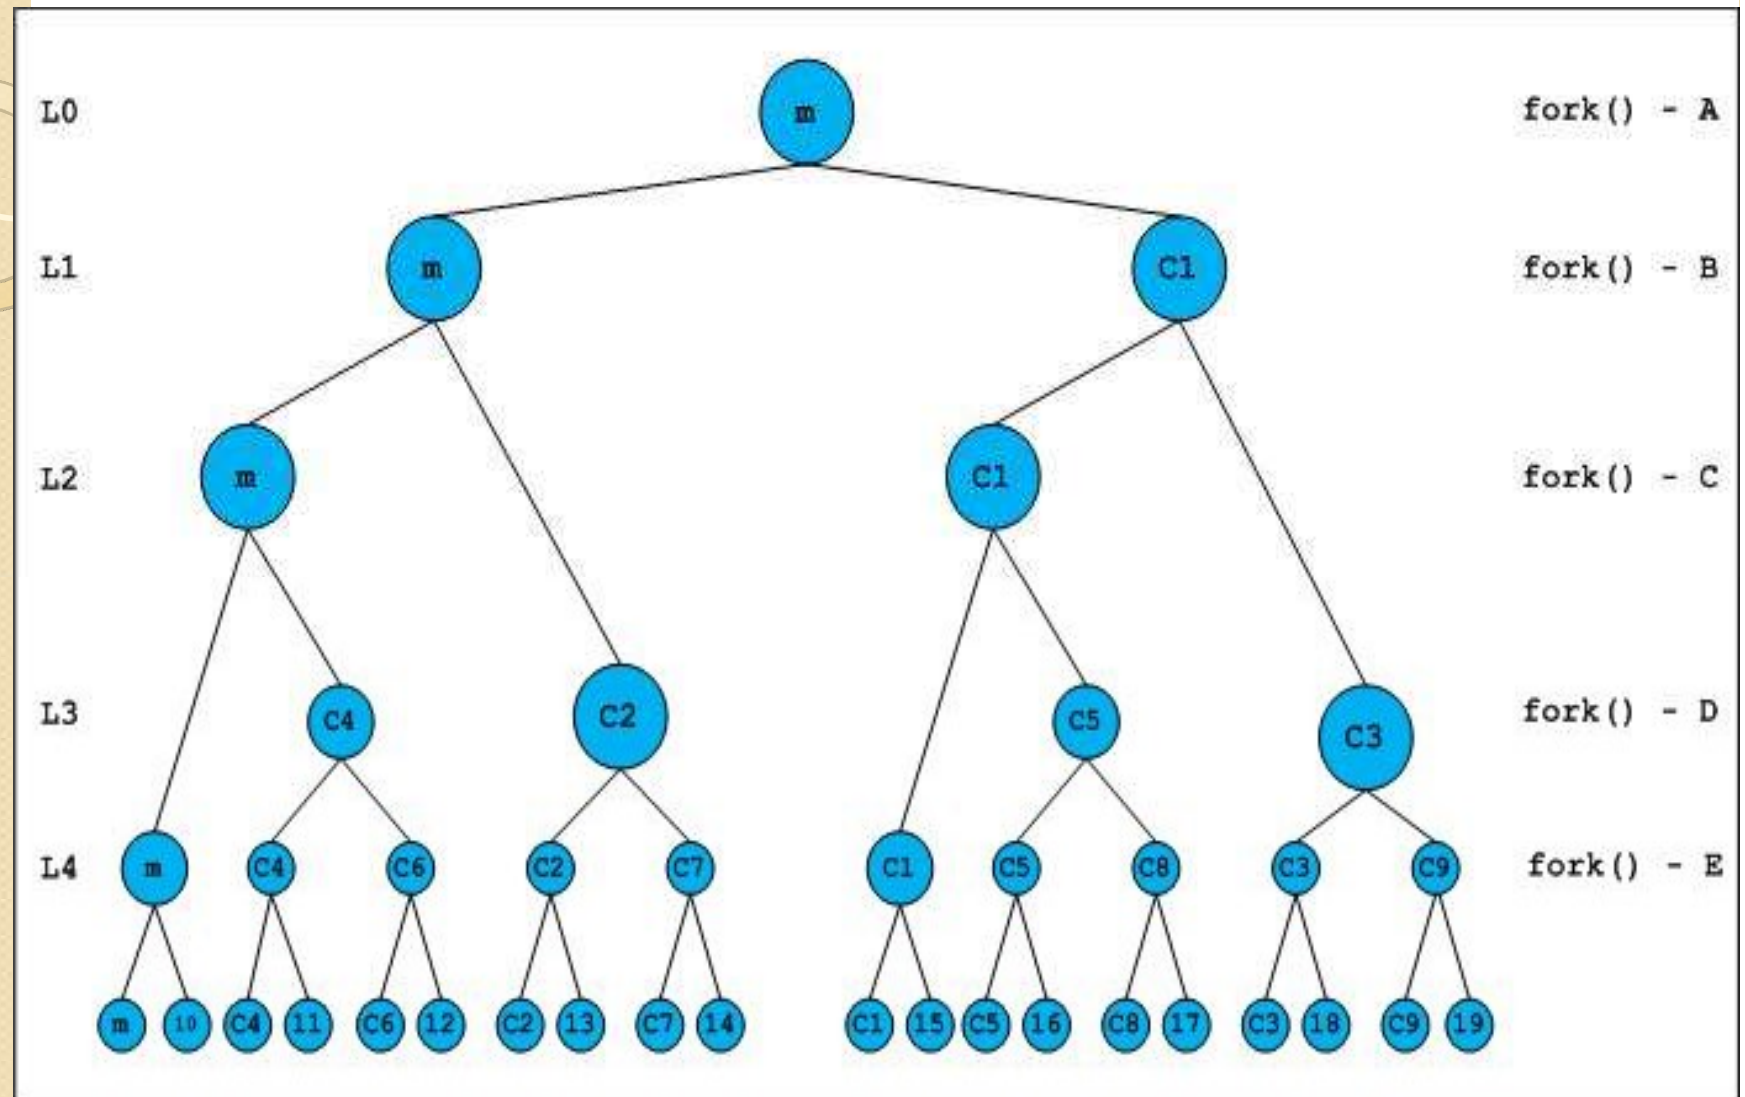 L0 m fork() - A
L1 m C1 fork() - B
L2 m C1 fork() - C
L3 C4 C2 C5 C3 fork() - D
L4 m C4 C6 C2 C7 C1 C5 C8 C3 C9 fork() - E
m 10 C4 11 C6 12 C2 13 C7 14 C1 15 C5 16 C8 17 C3 18 C9 19